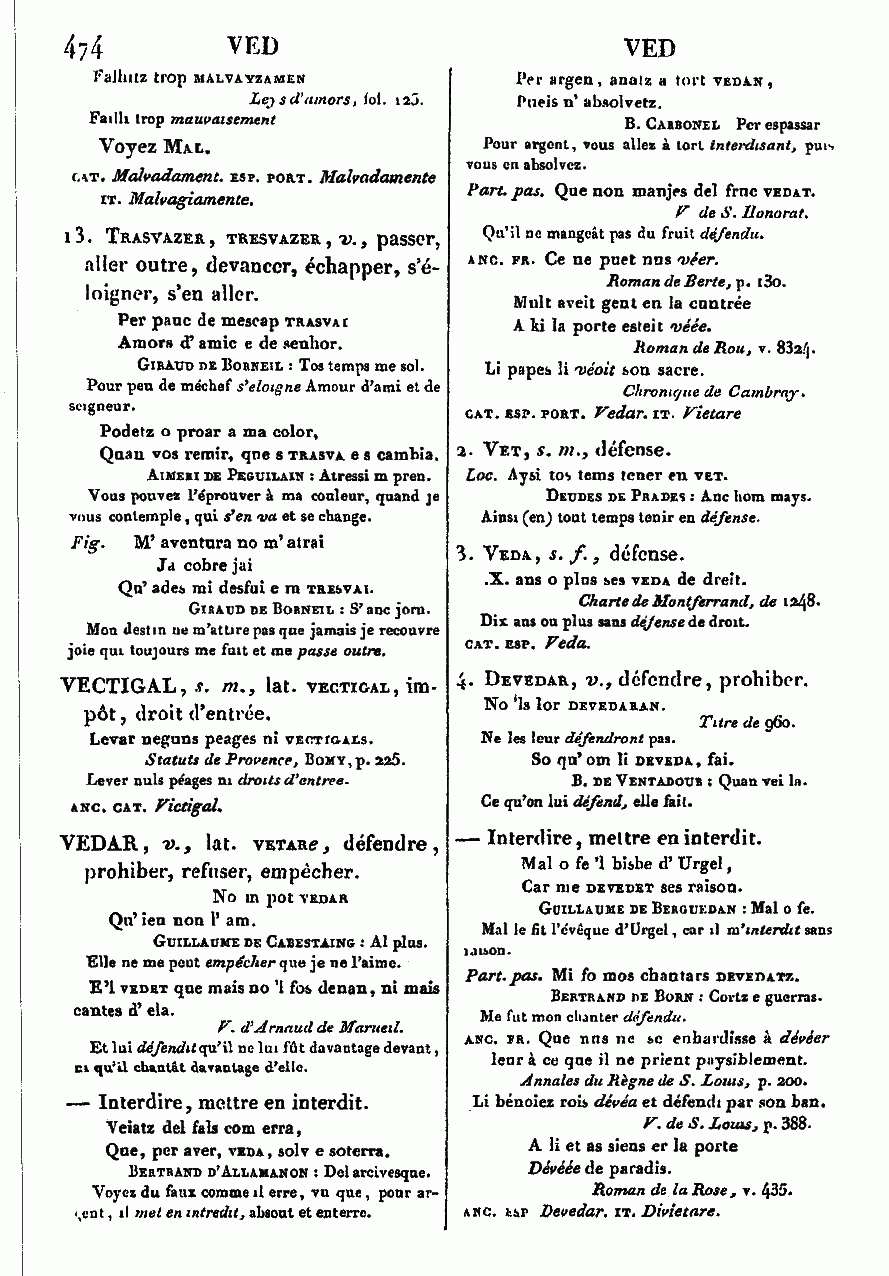 474 VED VED
Falhitz trop MALVAYZAMEN
Leys d'amors, fol. 125.
Failli trop mauvaisement
Voyez MAL.
CAT. Malvadament. ESP. PORT. Malvadamente
IT. Malvagiamente.
13. TRASVAZER, TRESVAZER, v., passer,
aller outre, devancer, échapper, s'é-
loigner, s'en aller.
Per pauc de mescap TRASVAI
Amors d'amic e de senhor.
GIRAUD DE BORNEIL : Tos temps me sol.
Pour peu de méchef s'eloigne Amour d'ami et de
seigneur.
Podetz o proar a ma color,
Quan vos remir, que s TRASVA e s cambia.
AIMERI DE PEGUILAIN : Atressi m pren.
Vous pouvez l'éprouver à ma couleur, quand je
vous contemple, qui s'en va et se change.
Fig. M'aventura no m'atrai
Ja cobre jai
Qu'ades mi desfui e m TRESVAI.
GIRAUD DE BORNEIL : S'anc jorn.
Mon destin ne m'attire pas que jamais je recouvre
joie qui toujours me fuit et me passe outre.
VECTIGAL, s. m., lat. VECTIGAL, im-
pôt, droit d'entrée.
Levar neguns peages ni VECTIGALS.
Statuts de Provence, BOMY, p. 225.
Lever nuls péages ni droits d'entree.
ANC. CAT. Victigal.
VEDAR, v., lat. VETARe, défendre,
prohiber, refuser, empêcher.
No m pot VEDAR
Qu'ieu non l'am.
GUILLAUME DE CABESTAING : Al plus.
Elle ne me peut empêcher que je ne l'aime.
E'l VEDET que mais no 'l fos denan, ni mais
cantes d'ela.
V. d'Arnaud de Marueil.
Et lui défendit qu'il ne lui fût davantage devant,
ni qu'il chantât davantage d'elle.
— Interdire, mettre en interdit.
Veiatz del fals com erra,
Que, per aver, VEDA, solv e soterra.
BERTRAND D'ALLAMANON : Del arcivesque.
Voyez du faux comme il erre, vu que, pour ar-
gent, il met en intredit, absout et enterre.
Per argen, anatz a tort VEDAN,
Pueis n'absolvetz.
B. CARBONEL Per espassar
Pour argent, vous allez à tort interdisant, puis
vous en absolvez.
Part. pas. Que non manjes del fruc VEDAT.
V de S. Honorat.
Qu'il ne mangeât pas du fruit défendu.
ANC. FR. Ce ne puet nus véer.
Roman de Berte, p. 130.
Mult aveit gent en la contrée
A ki la porte esteit véée.
Roman de Rou, v. 8324.
Li papes li véoit son sacre.
Chronique de Cambray.
CAT. ESP. PORT. Vedar. IT. Vietare
2. VET, s. m., défense.
Loc. Aysi tos tems tener en VET.
DEUDES DE PRADES : Anc hom mays.
Ainsi (en) tout temps tenir en défense.
3. VEDA, s. f., défense.
.X. ans o plus ses VEDA de dreit.
Charte de Montferrand, de 1248.
Dix ans ou plus sans défense de droit.
CAT. ESP. Veda.
4. DEVEDAR, v., défendre, prohiber.
No 'ls lor DEVEDARAN.
Titre de 960.
Ne les leur défendront pas.
So qu'om li DEVEDA, fai.
B. DE VENTADOUR : Quan vei la.
Ce qu'on lui défend, elle fait.
— Interdire, mettre en interdit.
Mal o fe 'l bisbe d'Urgel,
Car me DEVEDET ses raison.
GUILLAUME DE BERGUEDAN : Mal o fe.
Mal le fit l'évêque d'Urgel, car il m'interdit sans
raison.
Part. pas. Mi fo mos chantars DEVEDATZ.
BERTRAND DE BORN : Cortz e guerras.
Me fut mon chanter défendu.
ANC. FR. Que nus ne se enhardisse à dévéer
leur à ce que il ne prient paysiblement.
Annales du Règne de S. Louis, p. 200.
Li bénoiez rois dévéa et défendi par son ban.
V. de S. Louis, p. 388.
A li et as siens er la porte
Dévéée de paradis.
Roman de la Rose, v. 435.
ANC. ESP Devedar. IT. Divietare.